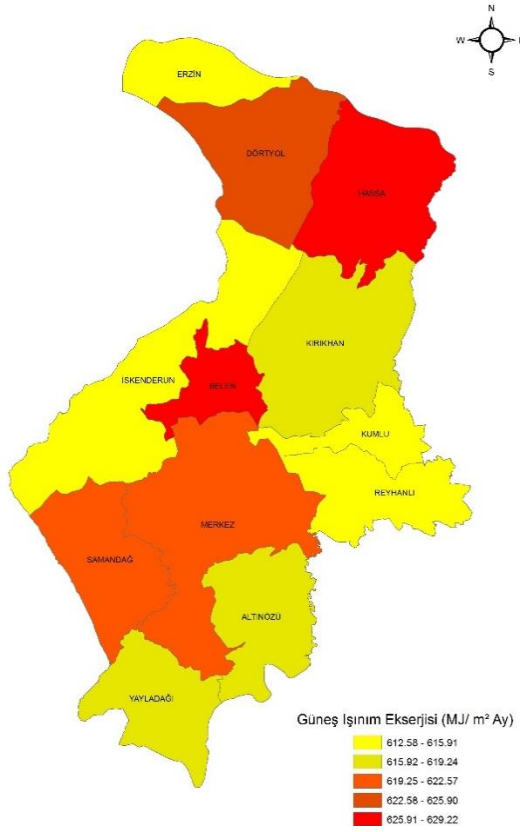 N
W
S
ERZİN
DÖRTYOL
HASSA
KIRIKHAN
İSKENDERUN
BELEN
KUMLU
REYHANLI
MERKEZ
SAMANDAĞ
ALTINÖZÜ
YAYLADAĞI
Güneş Işınım Ekserjisi (MJ/ m² Ay)
612.58 - 615.91
615.92 - 619.24
619.25 - 622.57
622.58 - 625.90
625.91 - 629.22